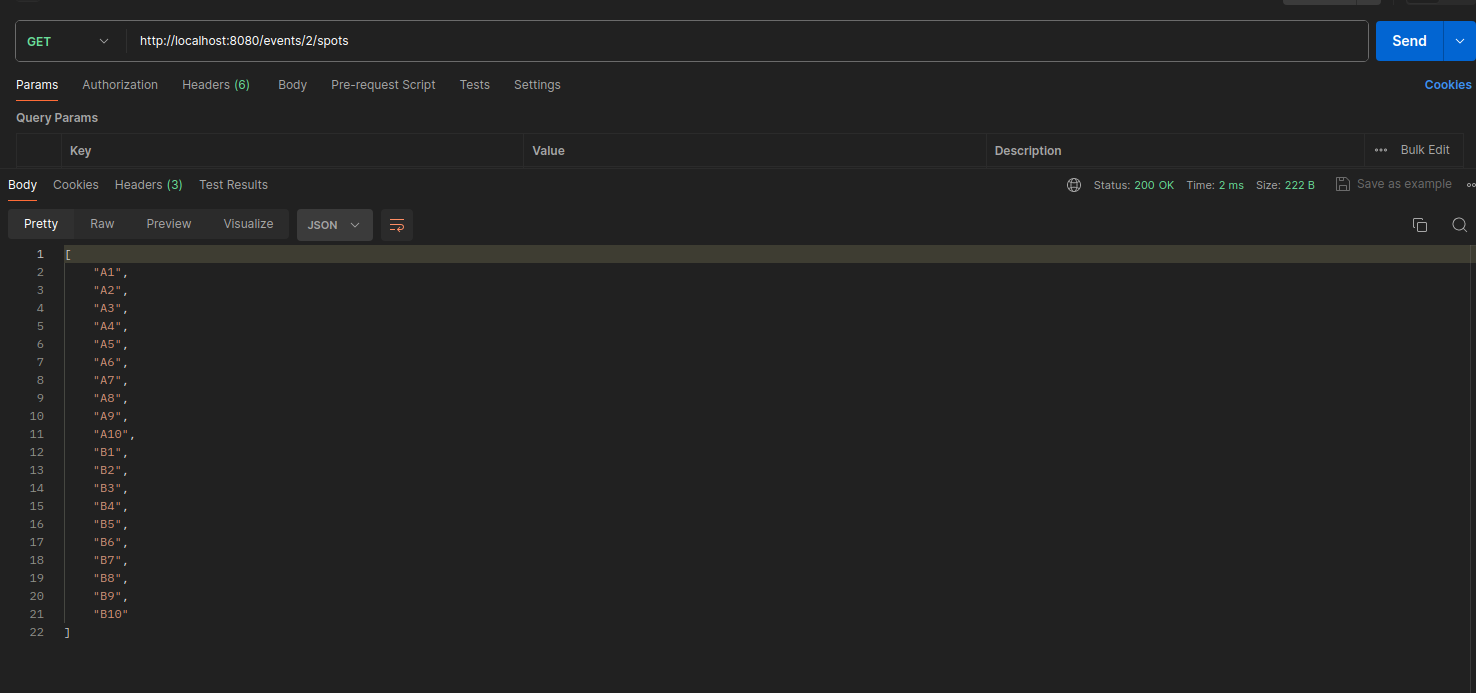 GET http://localhost:8080/events/2/spots Send
Params Authorization Headers (6) Body Pre-request Script Tests Settings Cookies
Query Params
Key Value Description Bulk Edit
Body Cookies Headers (3) Test Results Status: 200 OK Time: 2 ms Size: 222 B Save as example
Pretty Raw Preview Visualize JSON
1 [
2 "A1",
3 "A2",
4 "A3",
5 "A4",
6 "A5",
7 "A6",
8 "A7",
9 "A8",
10 "A9",
11 "A10",
12 "B1",
13 "B2",
14 "B3",
15 "B4",
16 "B5",
17 "B6",
18 "B7",
19 "B8",
20 "B9",
21 "B10"
22 ]